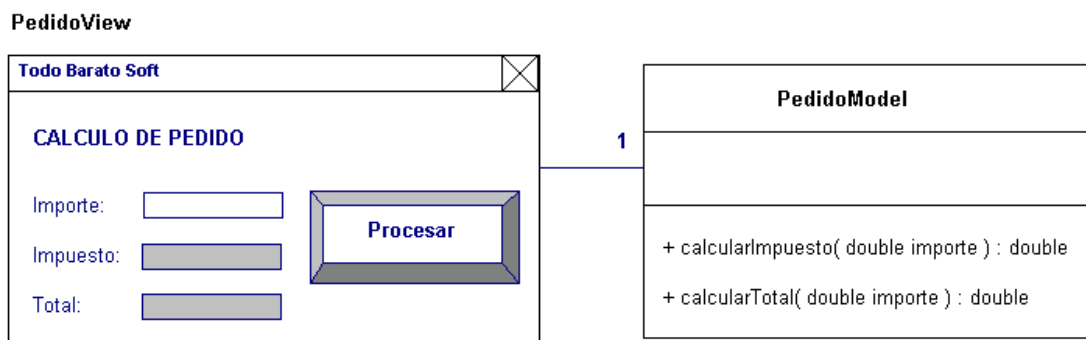 PedidoView
Todo Barato Soft
CALCULO DE PEDIDO
Importe:
Impuesto:
Total:
Procesar
1
PedidoModel
+ calcularImpuesto( double importe ) : double
+ calcularTotal( double importe ) : double